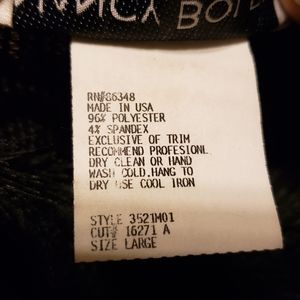 RN#86348
MADE IN USA
96% POLYESTER
4% SPANDEX
EXCLUSIVE OF TRIM
RECOMMEND PROFESIONL.
DRY CLEAN OR HAND
WASH COLD.HANG TO
DRY USE COOL IRON
STYLE 3521M01
CUT# 16271 A
SIZE LARGE